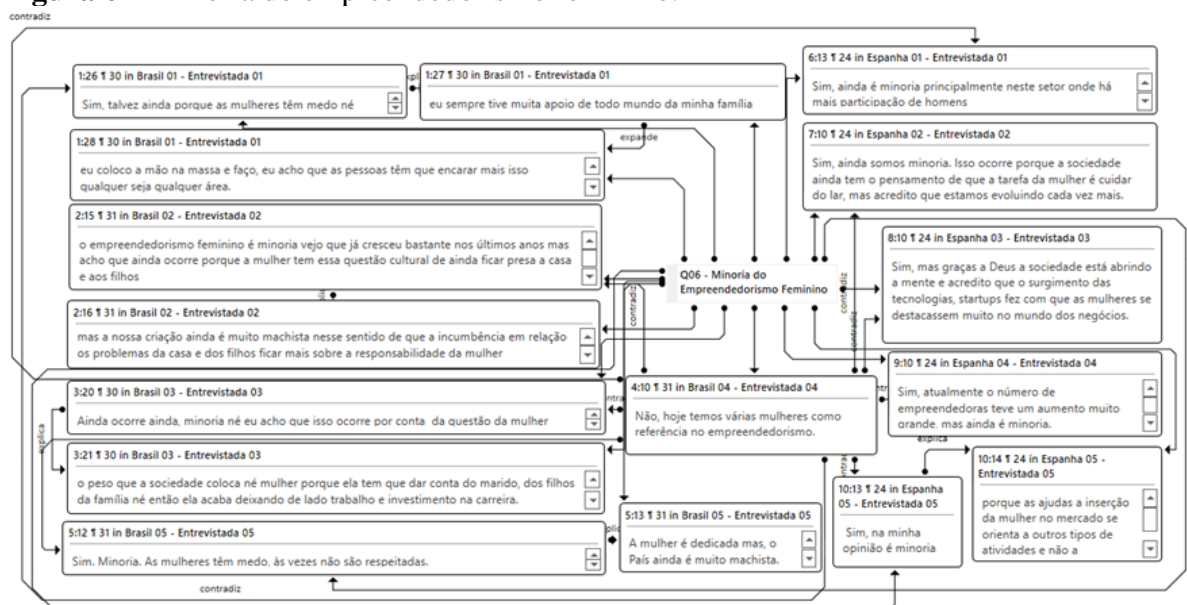 contradiz
1:26 ¶ 30 in Brasil 01 - Entrevistada 01
Sim, talvez ainda porque as mulheres têm medo né
1:27 ¶ 30 in Brasil 01 - Entrevistada 01
eu sempre tive muita apoio de todo mundo da minha família
6:13 ¶ 24 in Espanha 01 - Entrevistada 01
Sim, ainda é minoria principalmente neste setor onde há
mais participação de homens
expande
1:28 ¶ 30 in Brasil 01 - Entrevistada 01
eu coloco a mão na massa e faço, eu acho que as pessoas têm que encarar mais isso
qualquer seja qualquer área.
7:10 ¶ 24 in Espanha 02 - Entrevistada 02
Sim, ainda somos minoria. Isso ocorre porque a sociedade
ainda tem o pensamento de que a tarefa da mulher é cuidar
do lar, mas acredito que estamos evoluindo cada vez mais.
2:15 ¶ 31 in Brasil 02 - Entrevistada 02
o empreendedorismo feminino é minoria vejo que já cresceu bastante nos últimos anos mas
acho que ainda ocorre porque a mulher tem essa questão cultural de ainda ficar presa a casa
e aos filhos
8:10 ¶ 24 in Espanha 03 - Entrevistada 03
Sim, mas graças a Deus a sociedade está abrindo
a mente e acredito que o surgimento das
tecnologias, startups fez com que as mulheres se
destacassem muito no mundo dos negócios.
Q06 - Minoria do
Empreendedorismo Feminino
contradiz
contradiz
contradiz
2:16 ¶ 31 in Brasil 02 - Entrevistada 02
mas a nossa criação ainda é muito machista nesse sentido de que a incumbência em relação
os problemas da casa e dos filhos ficar mais sobre a responsabilidade da mulher
9:10 ¶ 24 in Espanha 04 - Entrevistada 04
Sim, atualmente o número de
empreendedoras teve um aumento muito
grande, mas ainda é minoria.
3:20 ¶ 30 in Brasil 03 - Entrevistada 03
Ainda ocorre ainda, minoria né eu acho que isso ocorre por conta da questão da mulher
4:10 ¶ 31 in Brasil 04 - Entrevistada 04
Não, hoje temos várias mulheres como
referência no empreendedorismo.
explica
explica
3:21 ¶ 30 in Brasil 03 - Entrevistada 03
o peso que a sociedade coloca né mulher porque ela tem que dar conta do marido, dos filhos
da família né então ela acaba deixando de lado trabalho e investimento na carreira.
10:14 ¶ 24 in Espanha 05 -
Entrevistada 05
porque as ajudas a inserção
da mulher no mercado se
orienta a outros tipos de
atividades e não a
10:13 ¶ 24 in Espanha
05 - Entrevistada 05
Sim, na minha
opinião é minoria
5:12 ¶ 31 in Brasil 05 - Entrevistada 05
Sim. Minoria. As mulheres têm medo, às vezes não são respeitadas.
5:13 ¶ 31 in Brasil 05 - Entrevistada 05
A mulher é dedicada mas, o
País ainda é muito machista.
contradiz